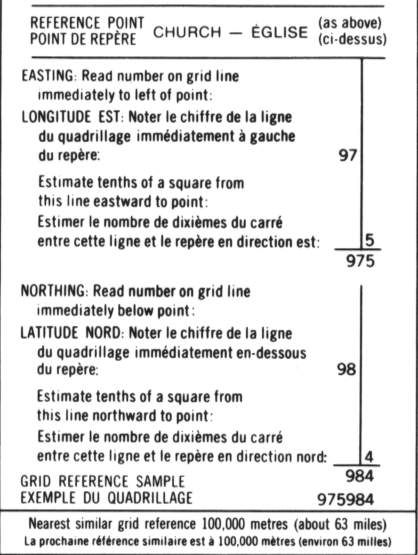 REFERENCE POINT CHURCH — ÉGLISE (as above)
POINT DE REPÈRE (ci-dessus)
EASTING: Read number on grid line
immediately to left of point:
LONGITUDE EST: Noter le chiffre de la ligne
du quadrillage immédiatement à gauche
du repère: 97
Estimate tenths of a square from
this line eastward to point:
Estimer le nombre de dixièmes du carré
entre cette ligne et le repère en direction est: 5
975
NORTHING: Read number on grid line
immediately below point:
LATITUDE NORD: Noter le chiffre de la ligne
du quadrillage immédiatement en-dessous
du repère: 98
Estimate tenths of a square from
this line northward to point:
Estimer le nombre de dixièmes du carré
entre cette ligne et le repère en direction nord: 4
GRID REFERENCE SAMPLE 984
EXEMPLE DU QUADRILLAGE 975984
Nearest similar grid reference 100,000 metres (about 63 miles)
La prochaine référence similaire est à 100,000 mètres (environ 63 milles)